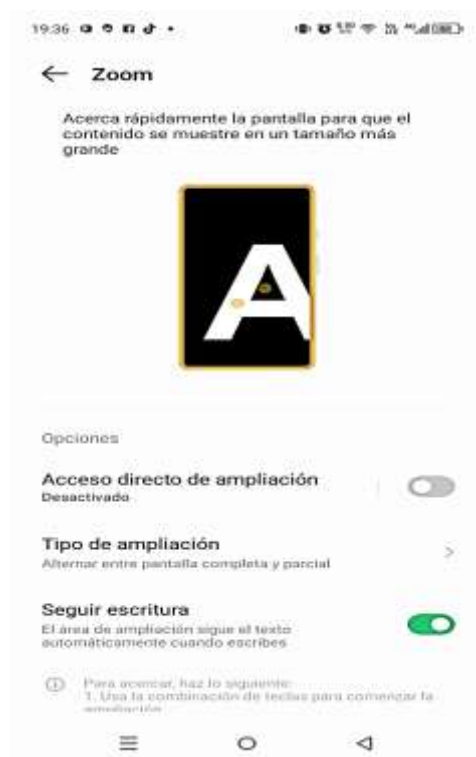 19:36
Zoom
Acerca rápidamente la pantalla para que el
contenido se muestre en un tamaño más
grande
A
Opciones
Acceso directo de ampliación
Desactivado
Tipo de ampliación
Alternar entre pantalla completa y parcial
Seguir escritura
El área de ampliación sigue el texto
automáticamente cuando escribes
Para acercar, haz lo siguiente:
1. Usa la combinación de teclas para comenzar la
ampliación